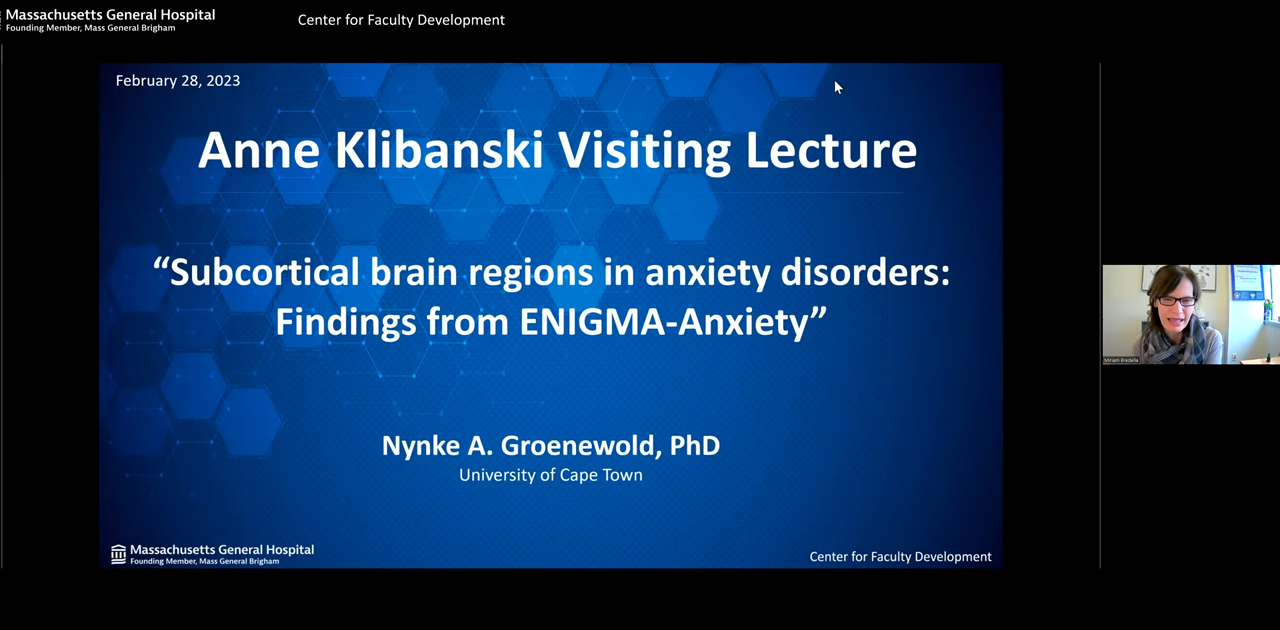 Massachusetts General Hospital
Founding Member, Mass General Brigham
Center for Faculty Development
February 28, 2023
Anne Klibanski Visiting Lecture
“Subcortical brain regions in anxiety disorders:
Findings from ENIGMA-Anxiety”
Nynke A. Groenewold, PhD
University of Cape Town
Miriam Bredella
Massachusetts General Hospital
Founding Member, Mass General Brigham
Center for Faculty Development